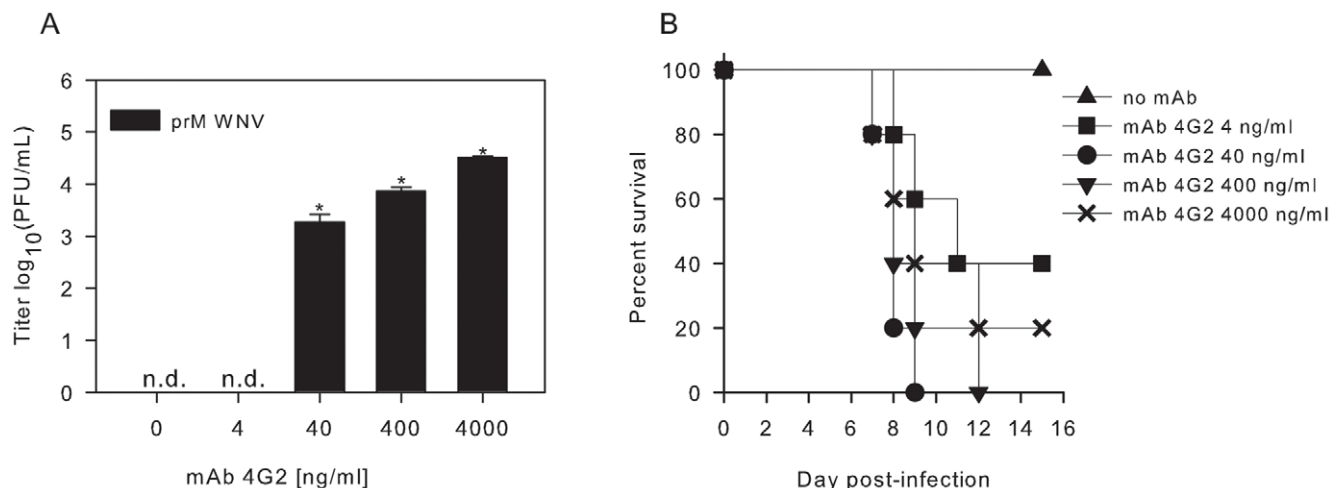 A
Titer log10(PFU/mL)
6
5
4
3
2
1
0
prM WNV
n.d.
n.d.
*
*
*
0 4 40 400 4000
mAb 4G2 [ng/ml]
B
Percent survival
100
80
60
40
20
0
0 2 4 6 8 10 12 14 16
Day post-infection
no mAb
mAb 4G2 4 ng/ml
mAb 4G2 40 ng/ml
mAb 4G2 400 ng/ml
mAb 4G2 4000 ng/ml